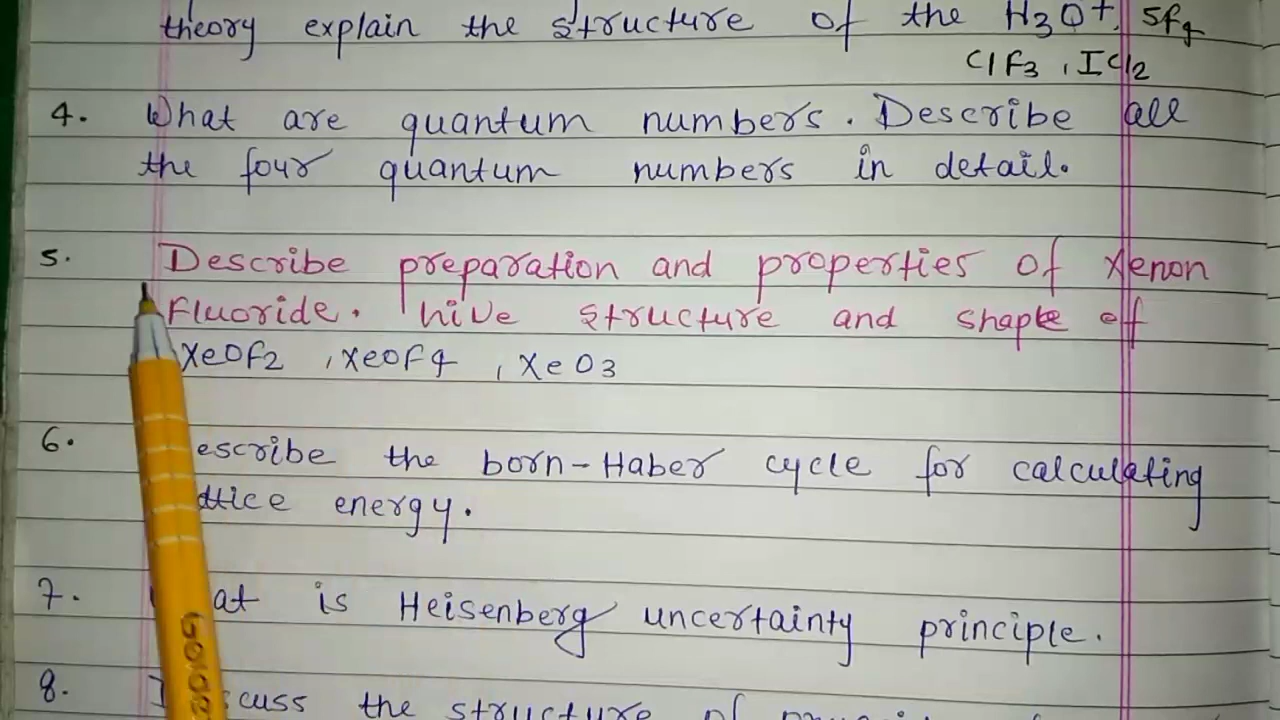 theory explain the structure of the H3O+, SF4
ClF3, ICl2
4. What are quantum numbers. Describe all
the four quantum numbers in detail.
5. Describe preparation and properties of Xenon
Fluoride. hive structure and shape of
XeOF2, XeOF4, XeO3
6. escribe the born-Haber cycle for calculating
ttice energy.
7. at is Heisenberg uncertainty principle.
8. cuss the structure of